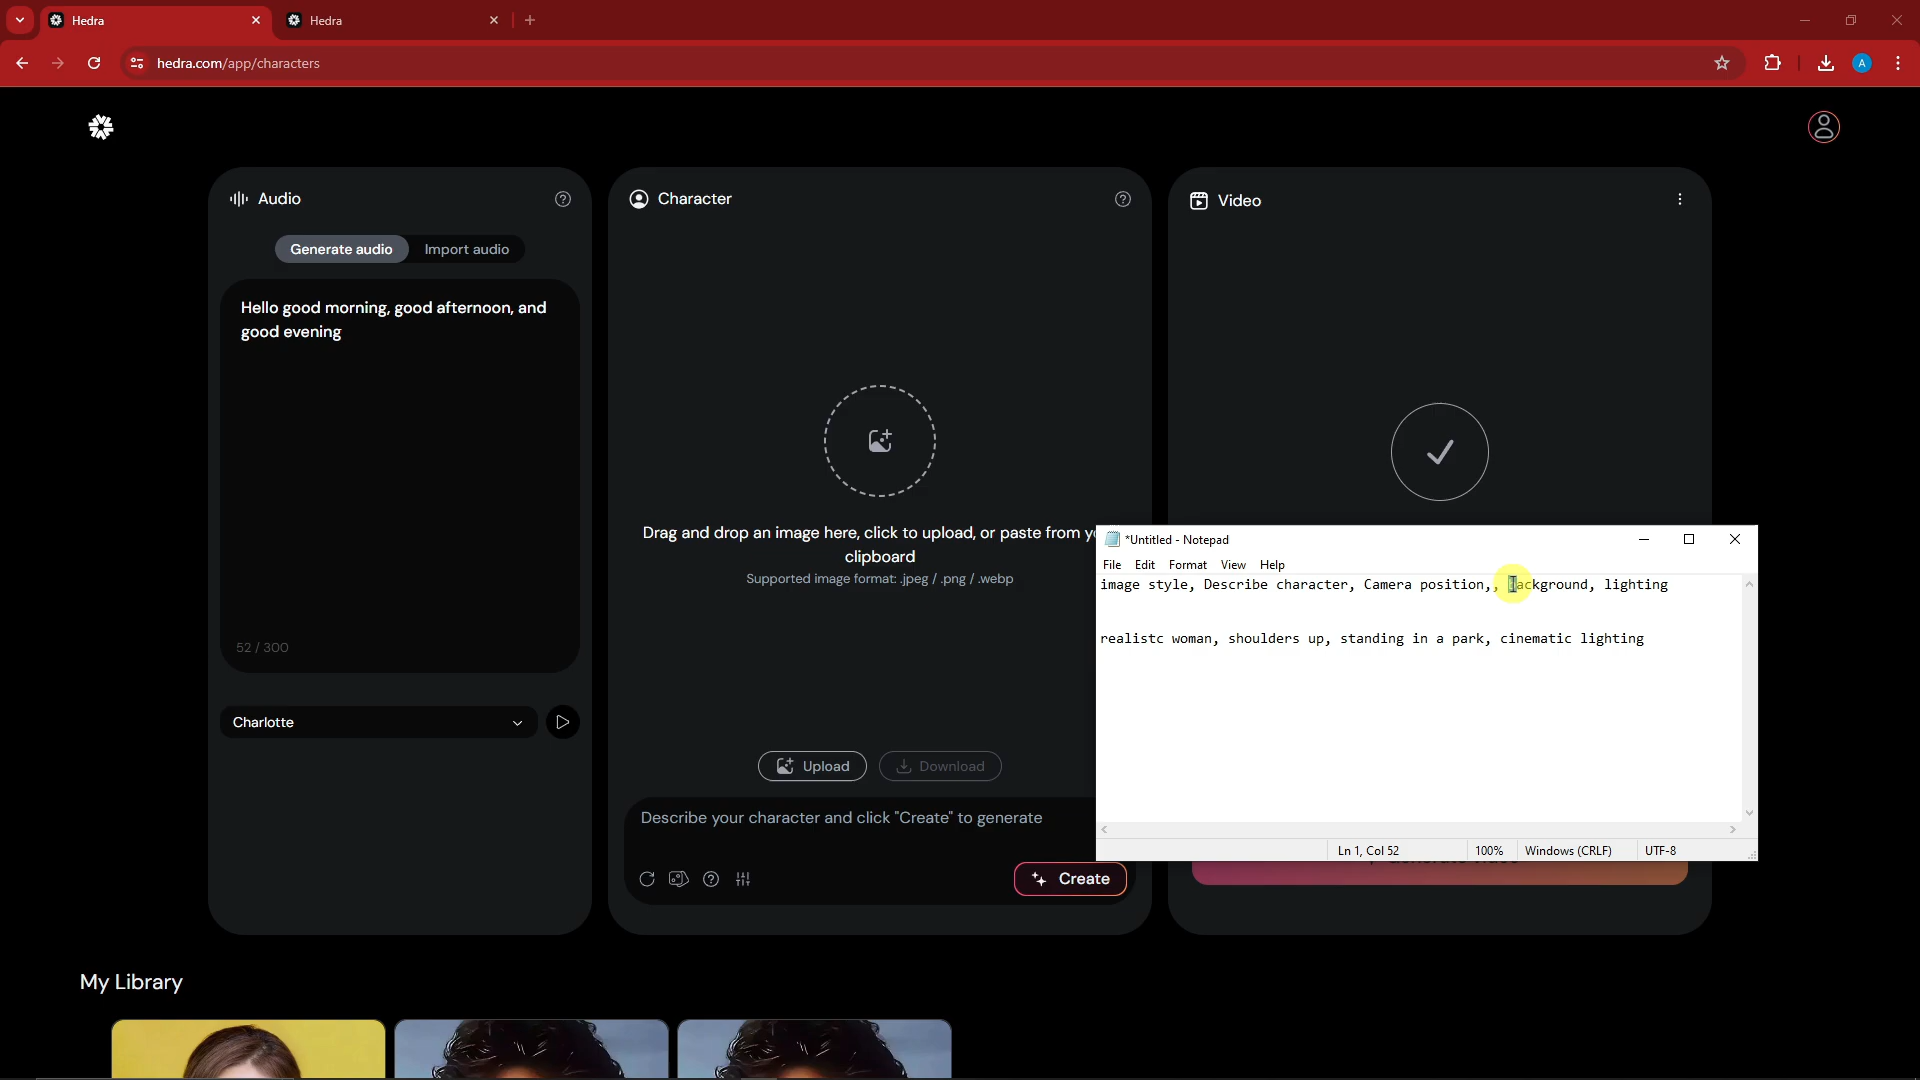 Hedra
Hedra
hedra.com/app/characters
A
Audio
Generate audio
Import audio
Hello good morning, good afternoon, and
good evening
52 / 300
Charlotte
Character
Drag and drop an image here, click to upload, or paste from
clipboard
Supported image format: .jpeg / .png / .webp
Upload
Download
Describe your character and click "Create" to generate
Create
Video
*Untitled - Notepad
File Edit Format View Help
image style, Describe character, Camera position,, Background, lighting
realistc woman, shoulders up, standing in a park, cinematic lighting
Ln 1, Col 52
100%
Windows (CRLF)
UTF-8
My Library